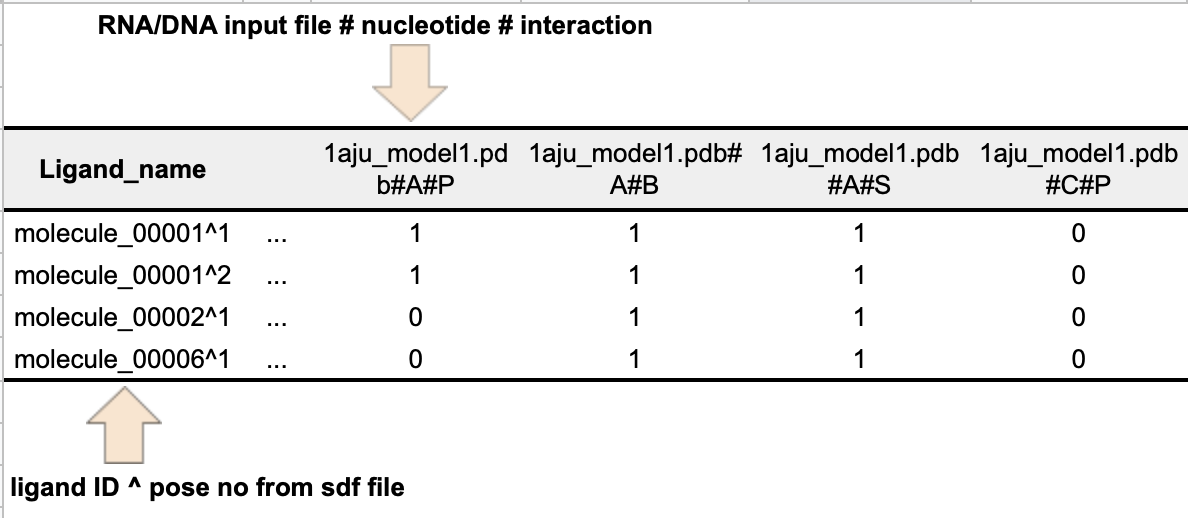 RNA/DNA input file # nucleotide # interaction
Ligand_name 1aju_model1.pd 1aju_model1.pdb# 1aju_model1.pdb 1aju_model1.pdb
b#A#P A#B #A#S #C#P
molecule_00001^1 ... 1 1 1 0
molecule_00001^2 ... 1 1 1 0
molecule_00002^1 ... 0 1 1 0
molecule_00006^1 ... 0 1 1 0
ligand ID ^ pose no from sdf file